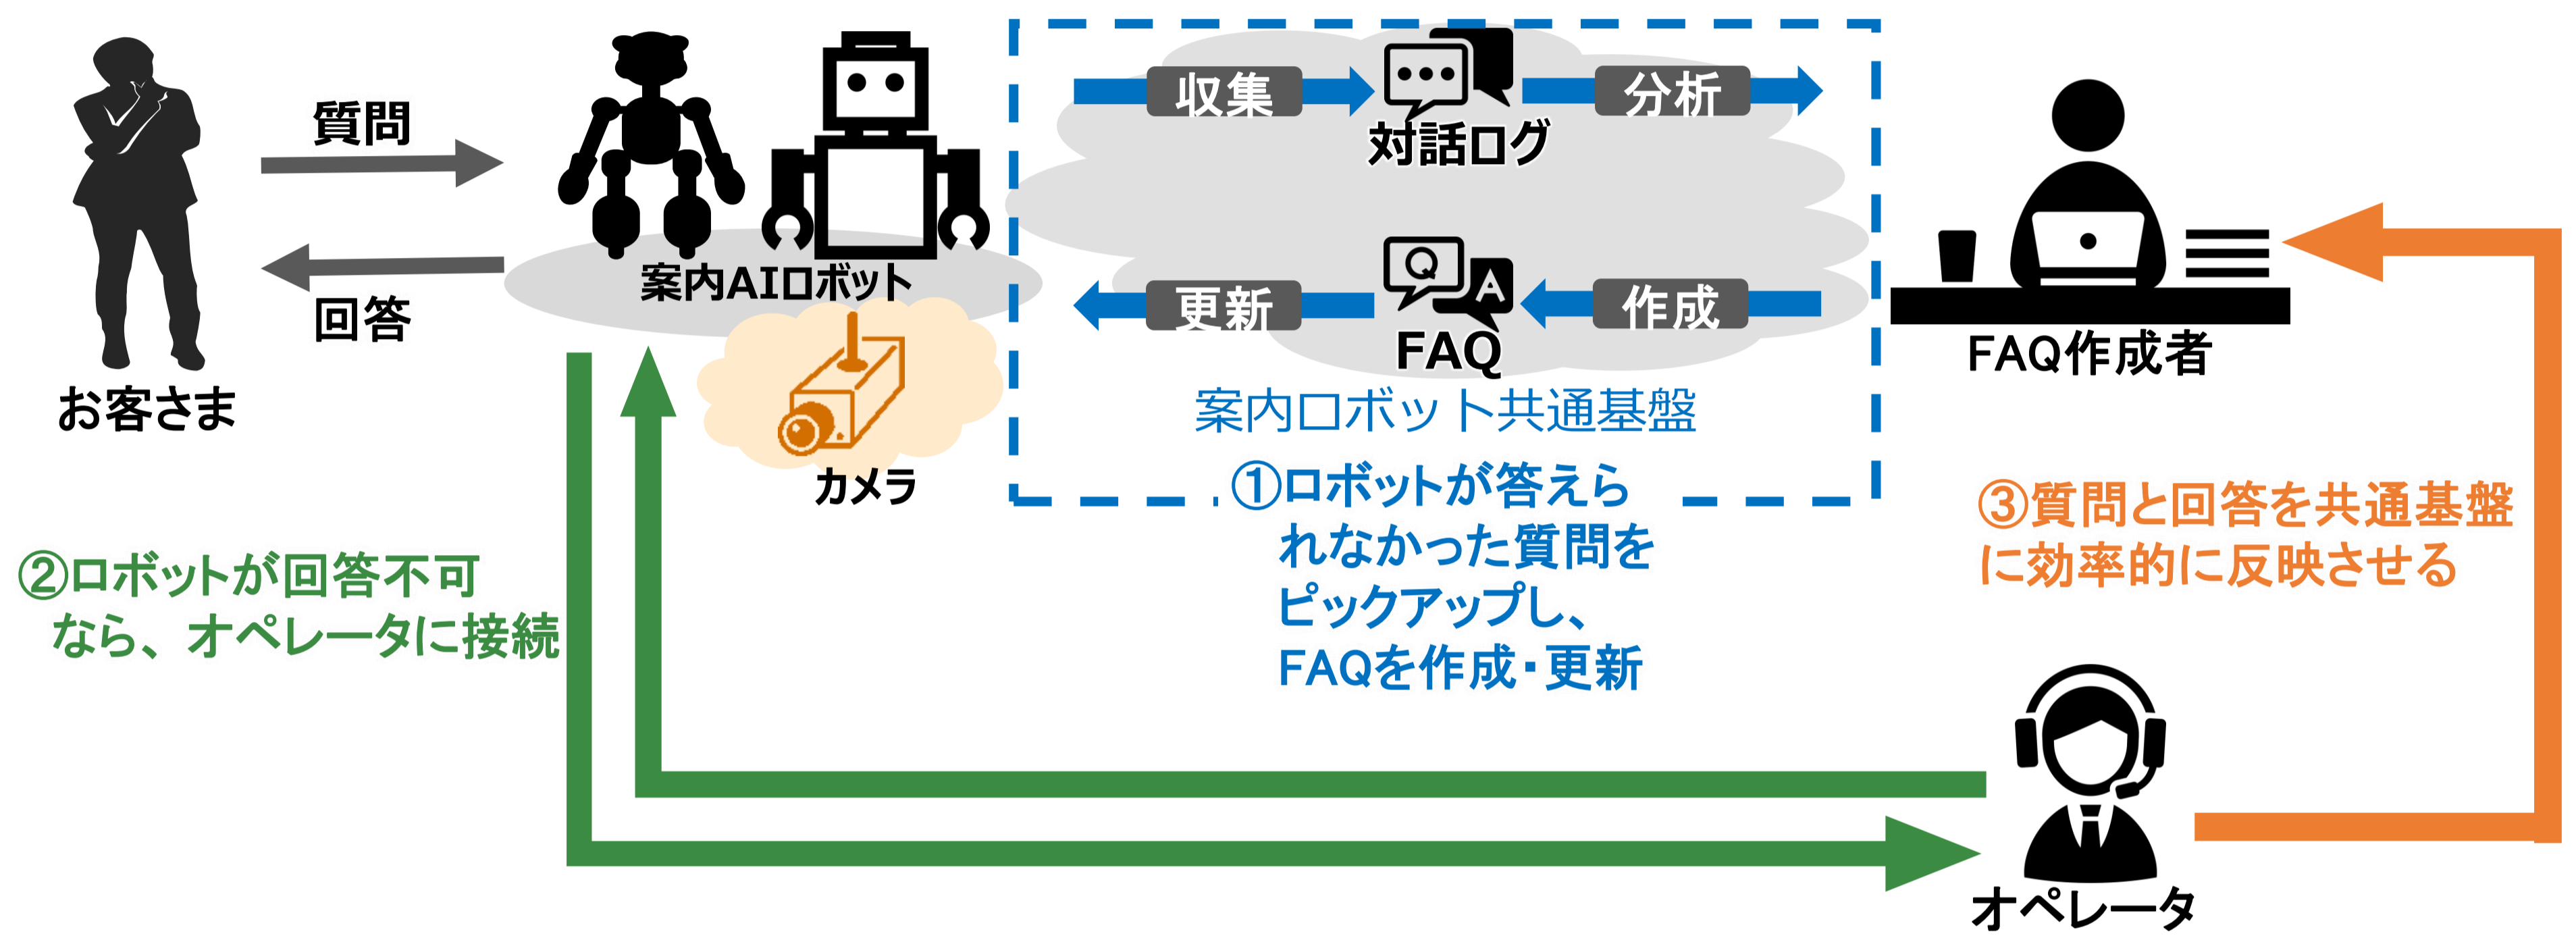 質問
回答
お客さま
案内AIロボット
カメラ
収集
対話ログ
分析
更新
FAQ
作成
案内ロボット共通基盤
①ロボットが答えら
れなかった質問を
ピックアップし、
FAQを作成・更新
FAQ作成者
②ロボットが回答不可
なら、オペレータに接続
③質問と回答を共通基盤
に効率的に反映させる
オペレータ